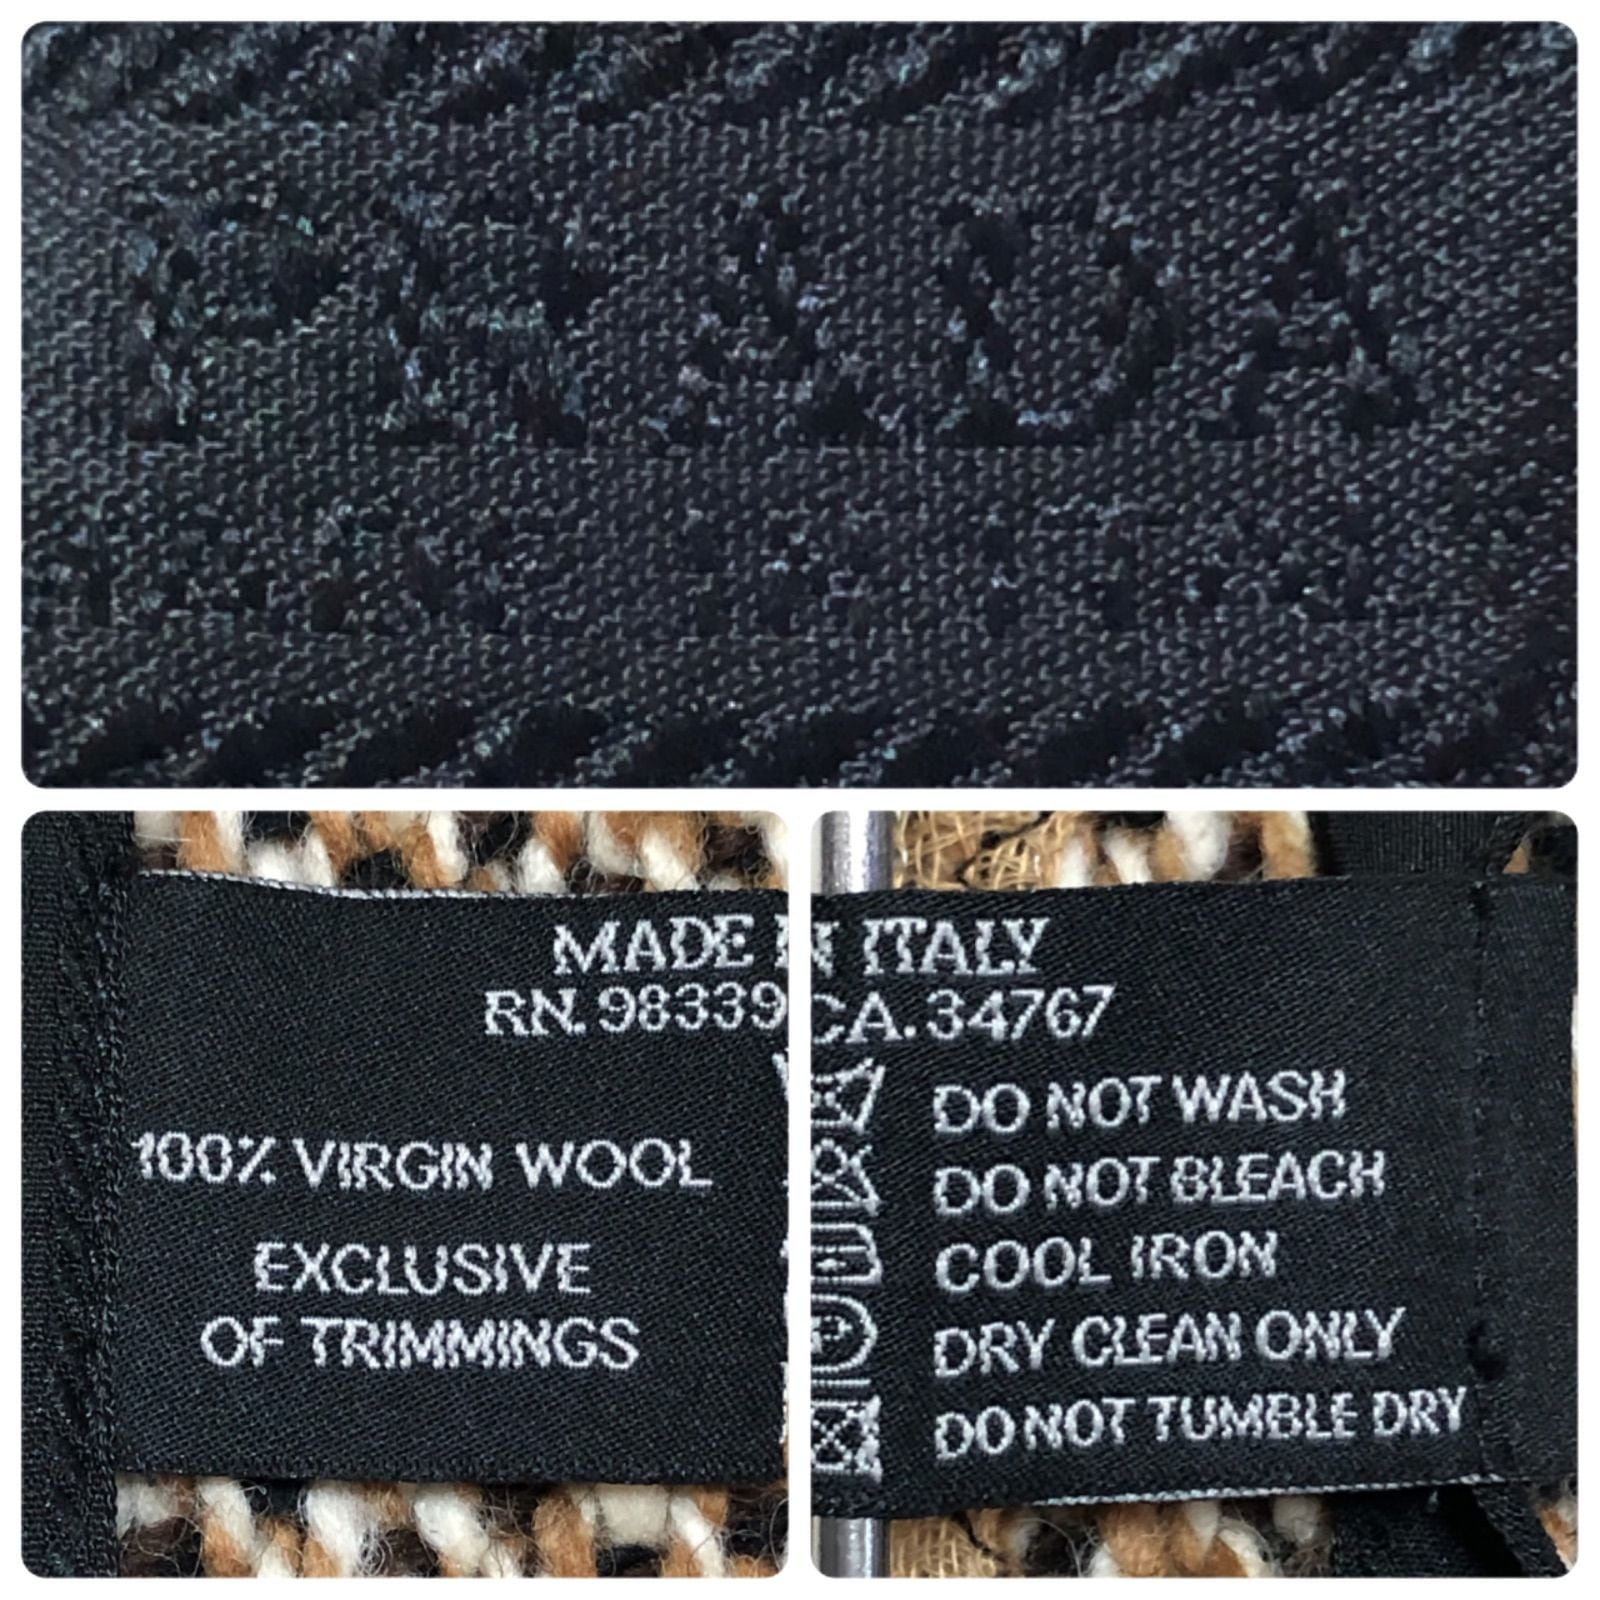 PRADA
MADE IN ITALY
RN. 98339 CA. 34767
100% VIRGIN WOOL
EXCLUSIVE
OF TRIMMINGS
DO NOT WASH
DO NOT BLEACH
COOL IRON
DRY CLEAN ONLY
DO NOT TUMBLE DRY